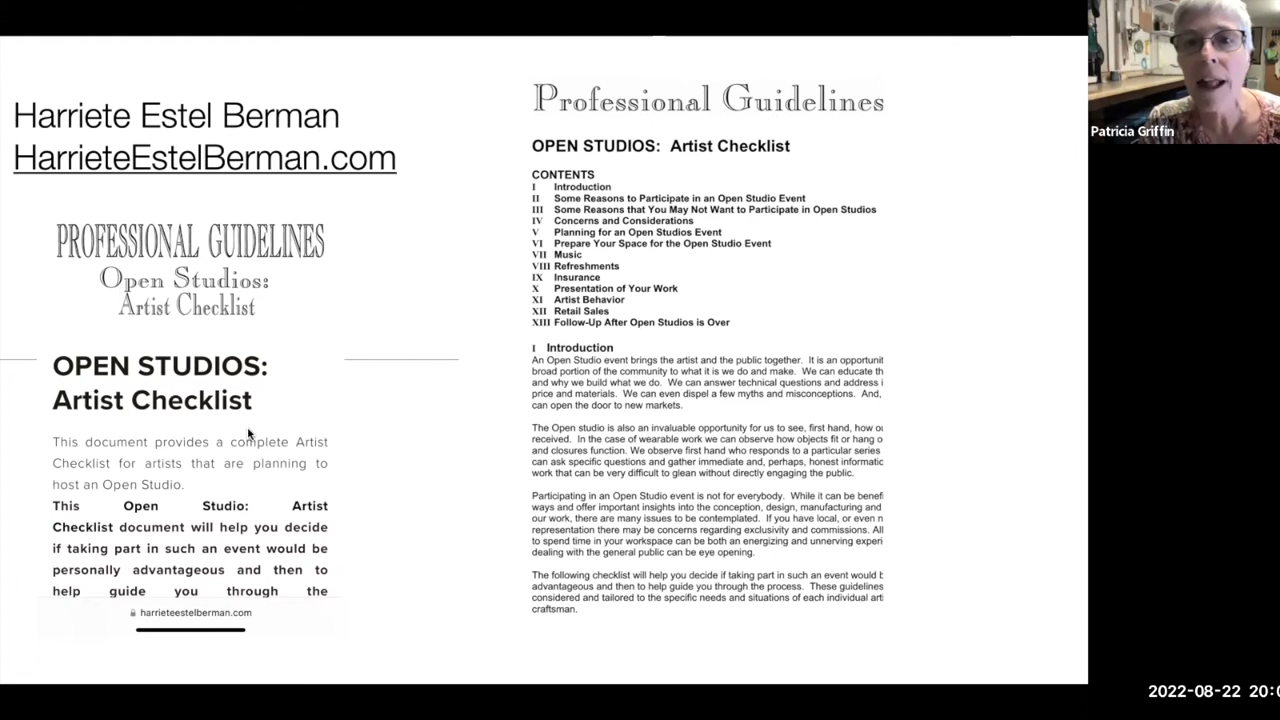 Harriete Estel Berman
HarrieteEstelBerman.com
PROFESSIONAL GUIDELINES
Open Studios:
Artist Checklist
OPEN STUDIOS:
Artist Checklist
This document provides a complete Artist
Checklist for artists that are planning to
host an Open Studio.
This Open Studio: Artist
Checklist document will help you decide
if taking part in such an event would be
personally advantageous and then to
help guide you through the
harrieteestelberman.com
Professional Guidelines
OPEN STUDIOS: Artist Checklist
CONTENTS
I Introduction
II Some Reasons to Participate in an Open Studio Event
III Some Reasons that You May Not Want to Participate in Open Studios
IV Concerns and Considerations
V Planning for an Open Studios Event
VI Prepare Your Space for the Open Studio Event
VII Music
VIII Refreshments
IX Insurance
X Presentation of Your Work
XI Artist Behavior
XII Retail Sales
XIII Follow-Up After Open Studios is Over
I Introduction
An Open Studio event brings the artist and the public together. It is an opportunit
broad portion of the community to what it is we do and make. We can educate th
and why we build what we do. We can answer technical questions and address i
price and materials. We can even dispel a few myths and misconceptions. And,
can open the door to new markets.
The Open studio is also an invaluable opportunity for us to see, first hand, how ou
received. In the case of wearable work we can observe how objects fit or hang o
and closures function. We observe first hand who responds to a particular series
can ask specific questions and gather immediate and, perhaps, honest informatic
work that can be very difficult to glean without directly engaging the public.
Participating in an Open Studio event is not for everybody. While it can be benefi
ways and offer important insights into the conception, design, manufacturing and
our work, there are many issues to be contemplated. If you have local, or even n
representation there may be concerns regarding exclusivity and commissions. All
to spend time in your workspace can be both an energizing and unnerving experi
dealing with the general public can be eye opening.
The following checklist will help you decide if taking part in such an event would b
advantageous and then to help guide you through the process. These guidelines
considered and tailored to the specific needs and situations of each individual arti
craftsman.
Patricia Griffin
2022-08-22 20:0